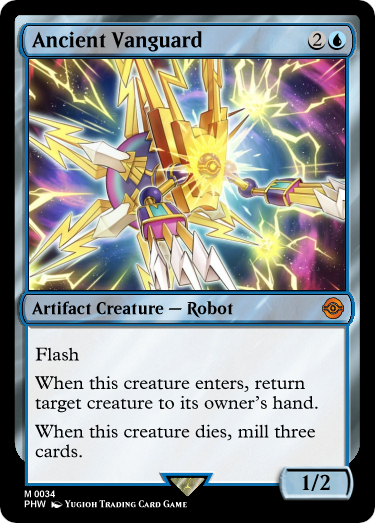 Ancient Vanguard 2
Artifact Creature — Robot
Flash
When this creature enters, return
target creature to its owner's hand.
When this creature dies, mill three
cards.
1/2
M 0034
PHW Yugioh Trading Card Game